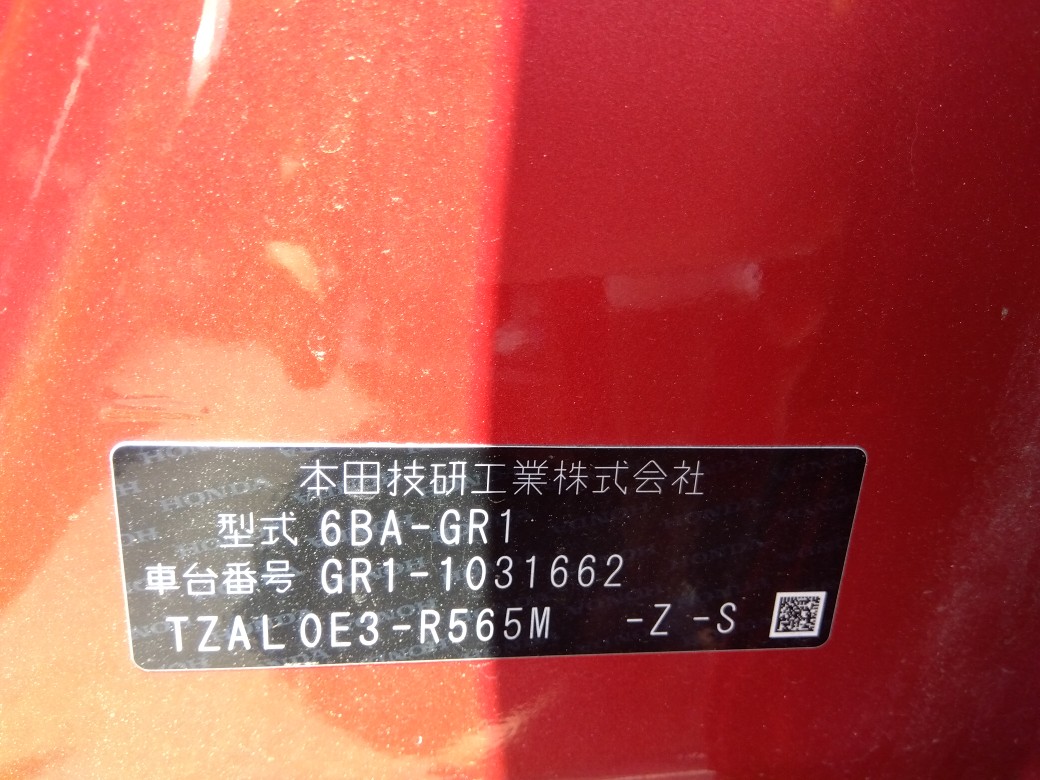 本田技研工業株式会社
型式 6BA-GR1
車台番号 GR1-1031662
TZAL0E3-R565M -Z -S